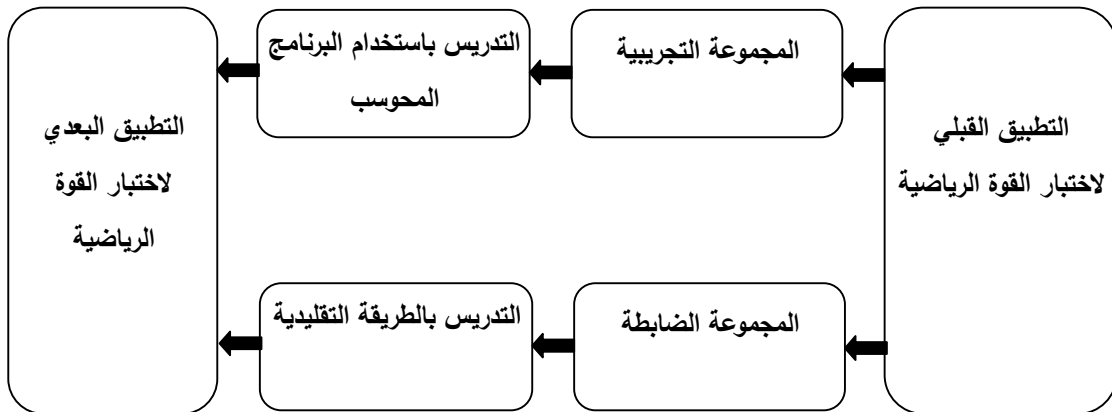 التطبيق القبلي
لاختبار القوة الرياضية
المجموعة التجريبية
التدريس باستخدام البرنامج
المحوسب
المجموعة الضابطة
التدريس بالطريقة التقليدية
التطبيق البعدي
لاختبار القوة
الرياضية